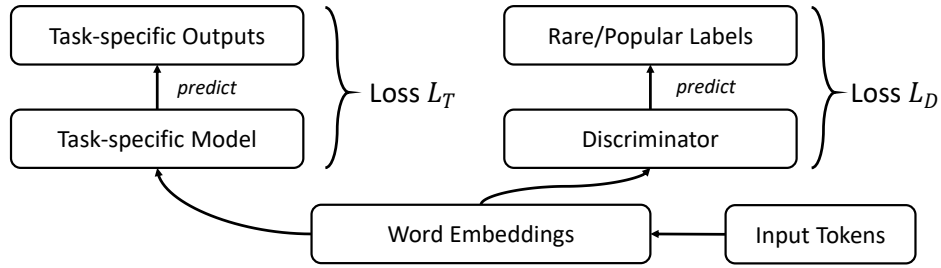 Task-specific Outputs
Rare/Popular Labels
predict
Loss L_T
predict
Loss L_D
Task-specific Model
Discriminator
Word Embeddings
Input Tokens